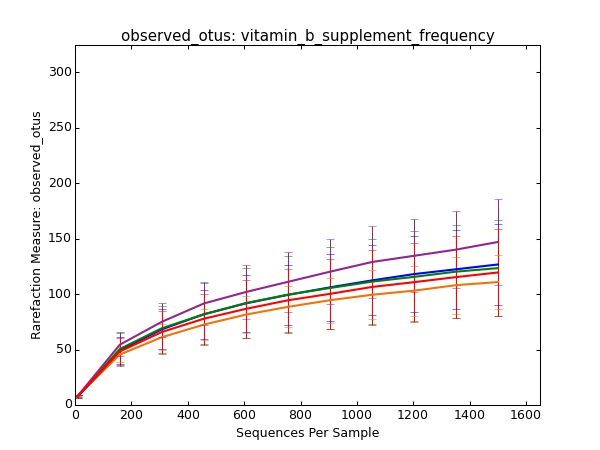 observed_otus: vitamin_b_supplement_frequency
Rarefaction Measure: observed_otus
300
250
200
150
100
50
0
0 200 400 600 800 1000 1200 1400 1600
Sequences Per Sample